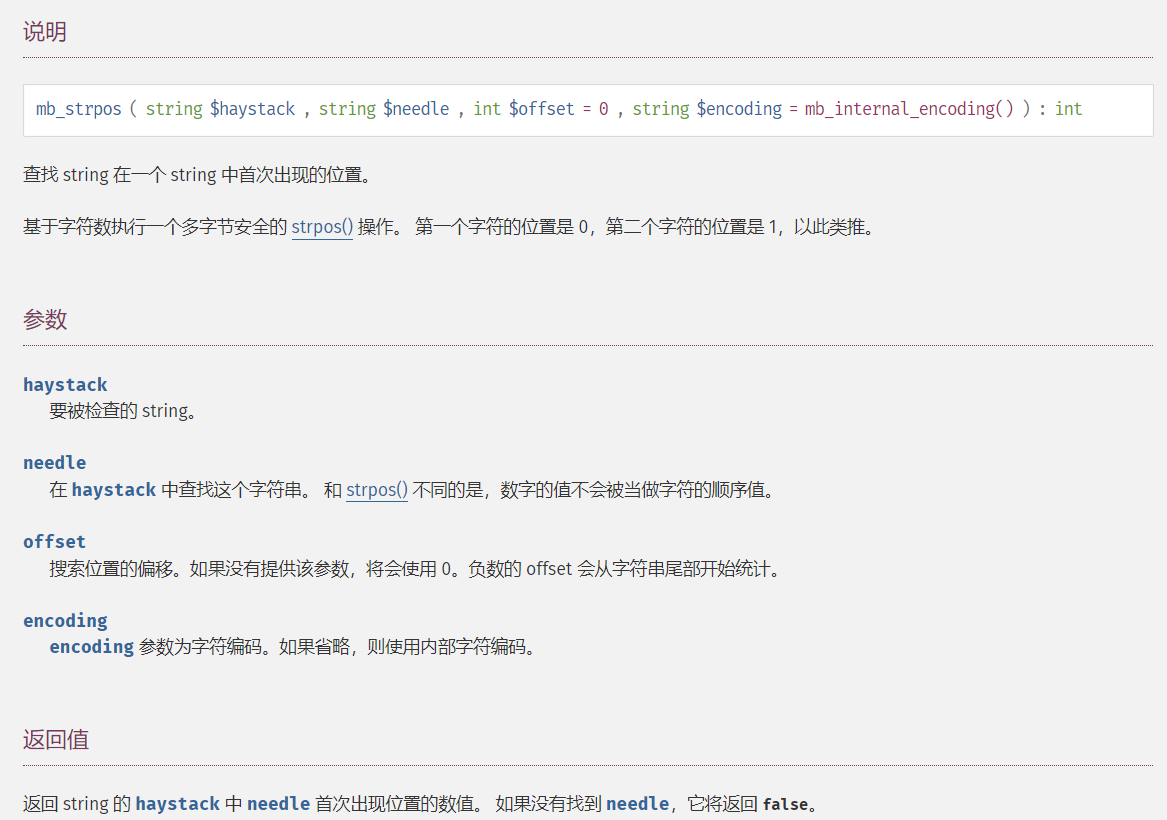 说明
mb_strpos ( string $haystack , string $needle , int $offset = 0 , string $encoding = mb_internal_encoding() ) : int
查找 string 在一个 string 中首次出现的位置。
基于字符数执行一个多字节安全的 strpos() 操作。 第一个字符的位置是 0，第二个字符的位置是 1，以此类推。
参数
haystack
要被检查的 string。
needle
在 haystack 中查找这个字符串。 和 strpos() 不同的是，数字的值不会被当做字符的顺序值。
offset
搜索位置的偏移。如果没有提供该参数，将会使用 0。负数的 offset 会从字符串尾部开始统计。
encoding
encoding 参数为字符编码。如果省略，则使用内部字符编码。
返回值
返回 string 的 haystack 中 needle 首次出现位置的数值。 如果没有找到 needle，它将返回 false。